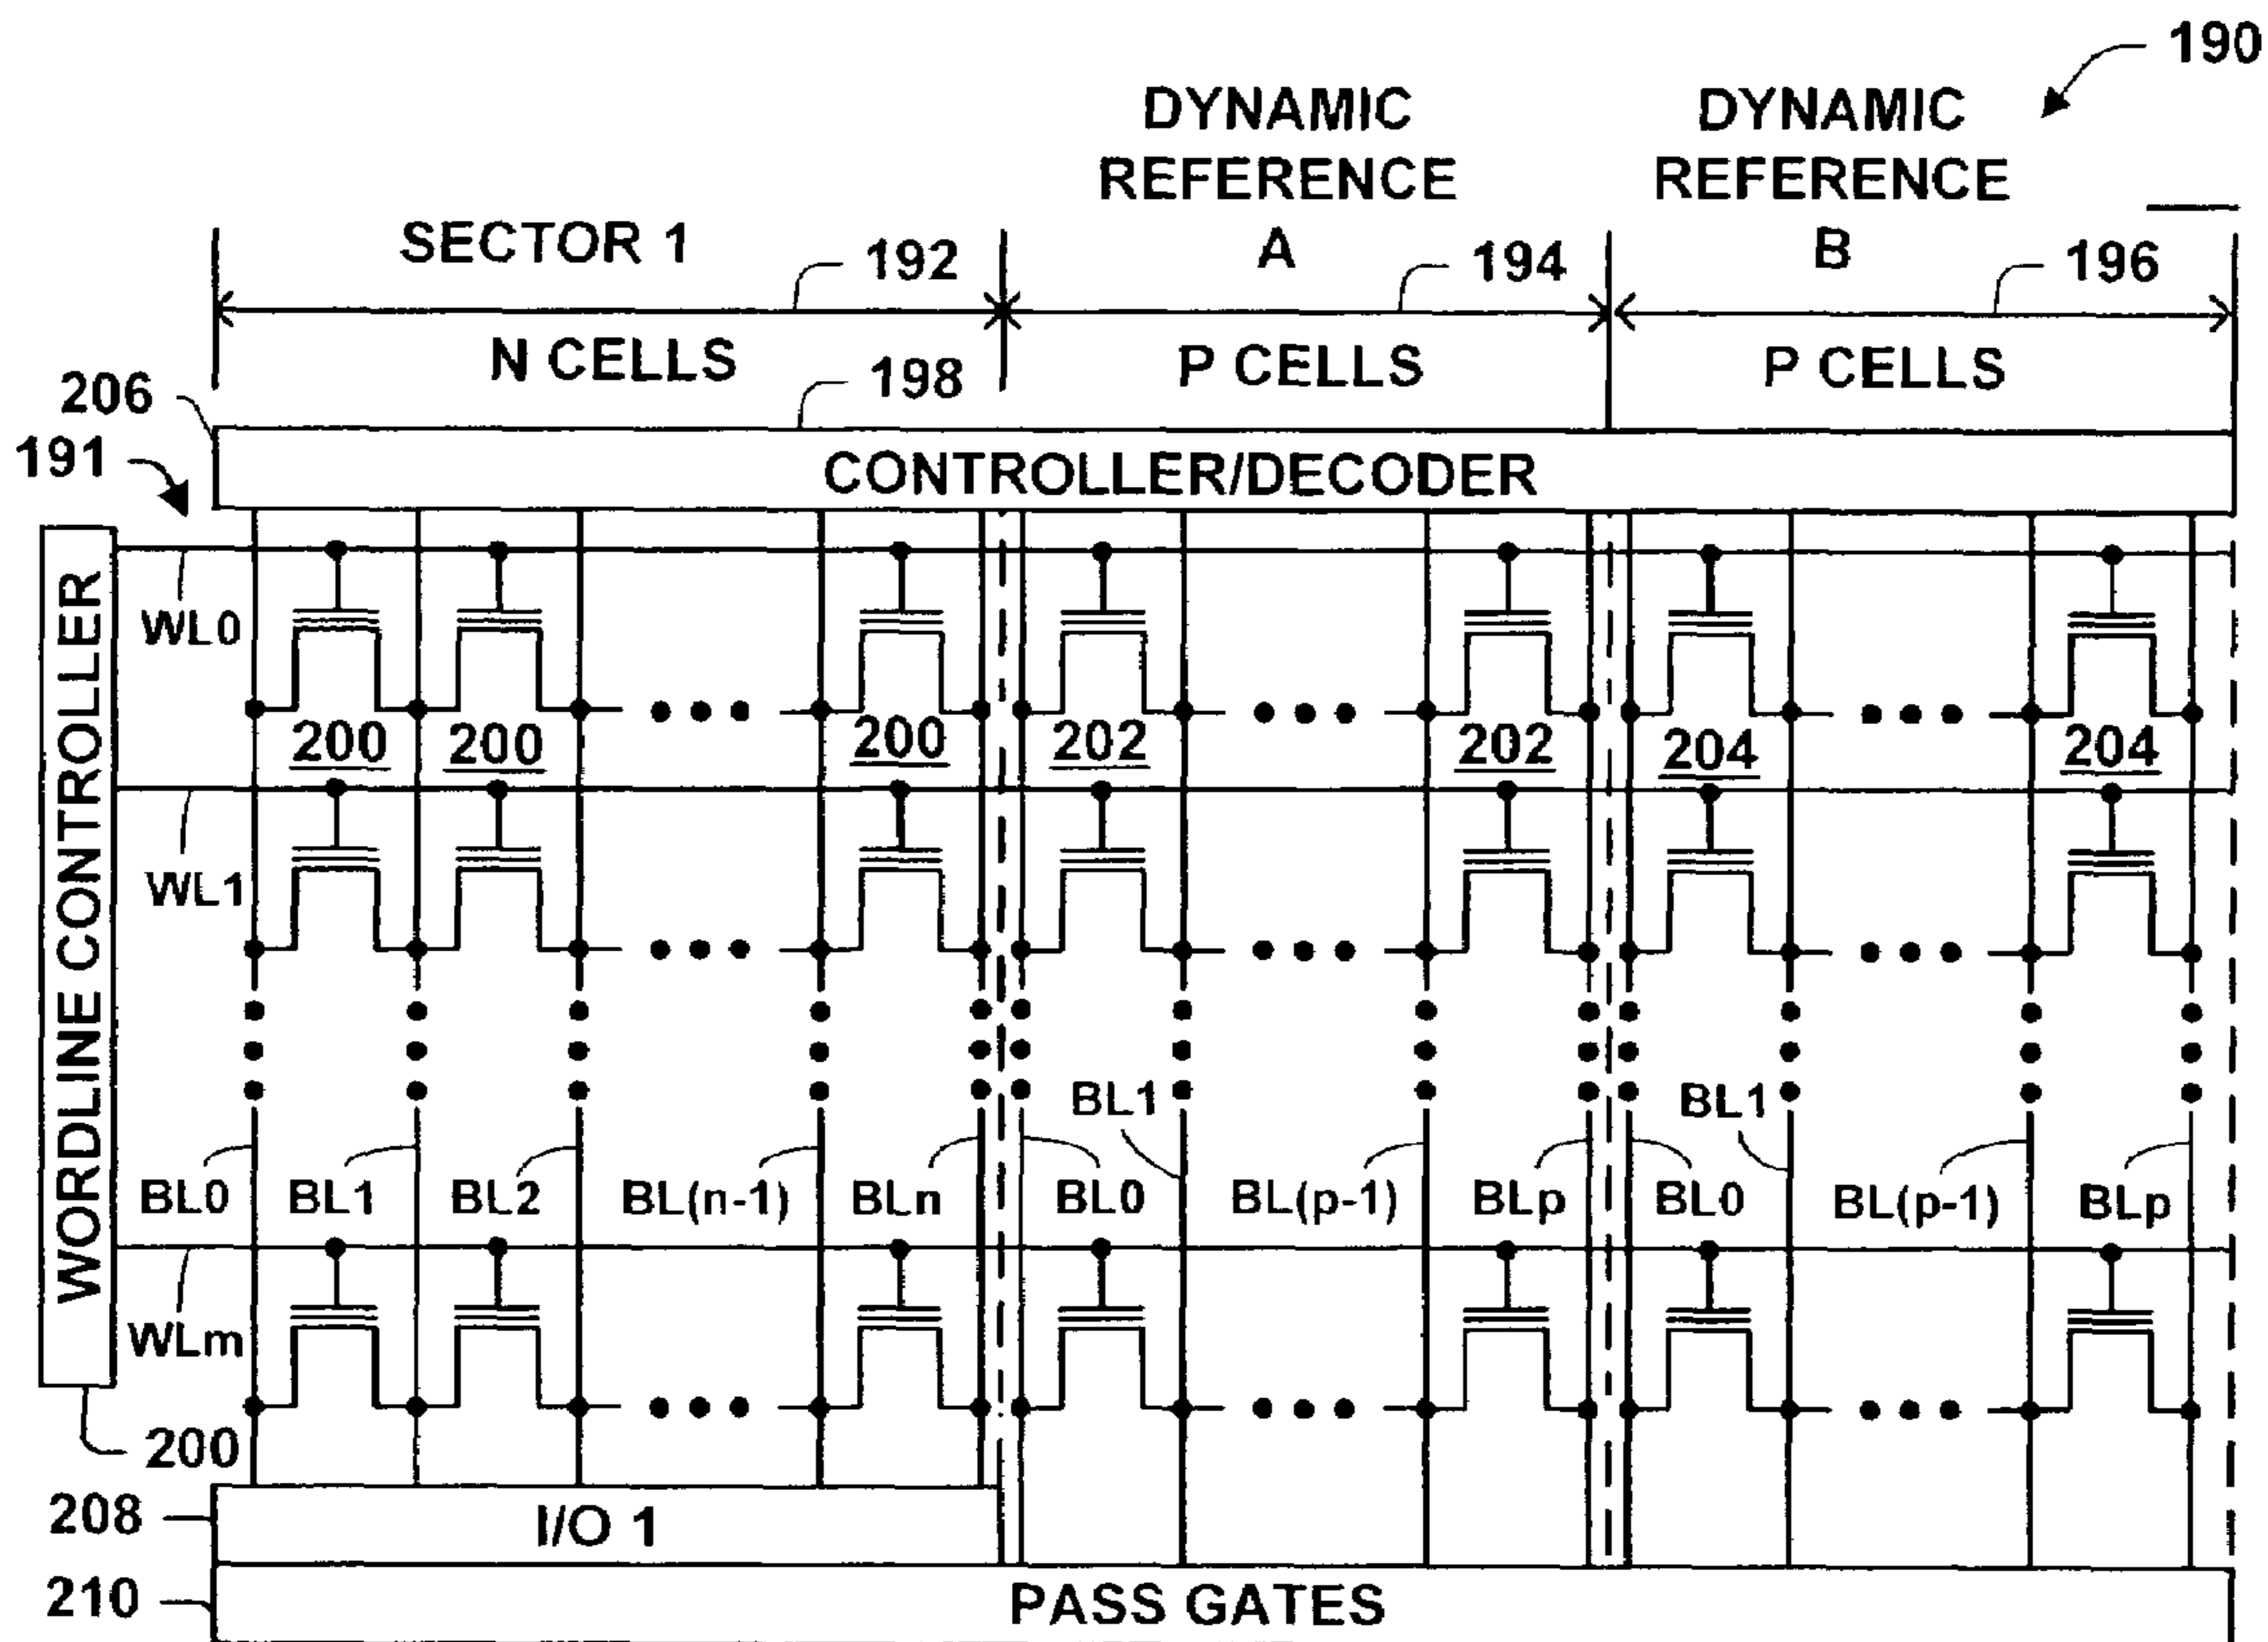 190
DYNAMIC REFERENCE A
DYNAMIC REFERENCE B
SECTOR 1
192
194
196
N CELLS
P CELLS
P CELLS
198
206
191
CONTROLLER/DECODER
WORDLINE CONTROLLER
WL0
200
200
200
202
202
204
204
WL1
BL1
BL1
BL0
BL1
BL2
BL(n-1)
BLn
BL0
BL(p-1)
BLp
BL0
BL(p-1)
BLp
WLm
200
208
I/O 1
210
PASS GATES